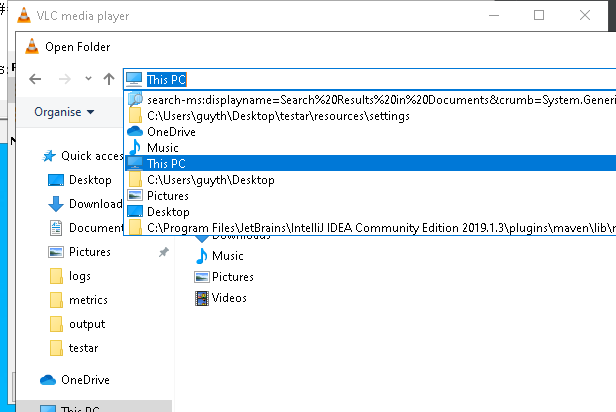 VLC media player
Open Folder
This PC
search-ms:displayname=Search%20Results%20in%20Documents&crumb=System.Generi
C:\Users\guyth\Desktop\testar\resources\settings
OneDrive
Music
This PC
C:\Users\guyth\Desktop
Pictures
Desktop
C:\Program Files\JetBrains\IntelliJ IDEA Community Edition 2019.1.3\plugins\maven\lib\
Organise
Quick acces
Desktop
Download
Document
Pictures
logs
metrics
output
testar
OneDrive
This PC
Downloads
Music
Pictures
Videos